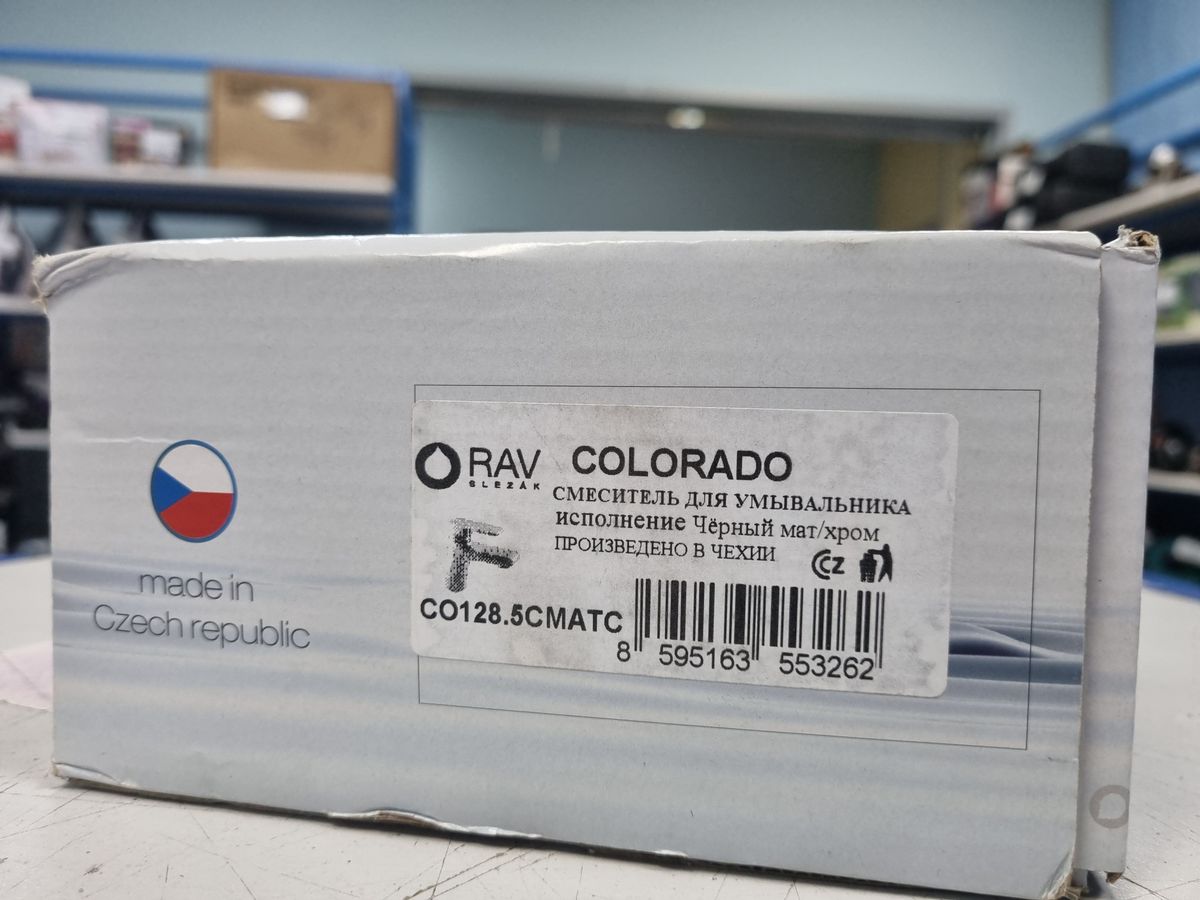 made in
Czech republic
RAV
SLEZÁK
COLORADO
СМЕСИТЕЛЬ ДЛЯ УМЫВАЛЬНИКА
исполнение Чёрный мат/хром
ПРОИЗВЕДЕНО В ЧЕХИИ
CZ
CO128.5CMATC
8 595163 553262